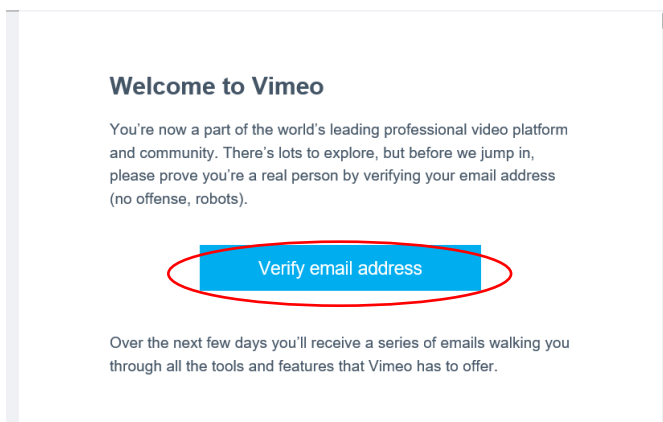 Welcome to Vimeo
You’re now a part of the world’s leading professional video platform
and community. There’s lots to explore, but before we jump in,
please prove you’re a real person by verifying your email address
(no offense, robots).
Verify email address
Over the next few days you’ll receive a series of emails walking you
through all the tools and features that Vimeo has to offer.